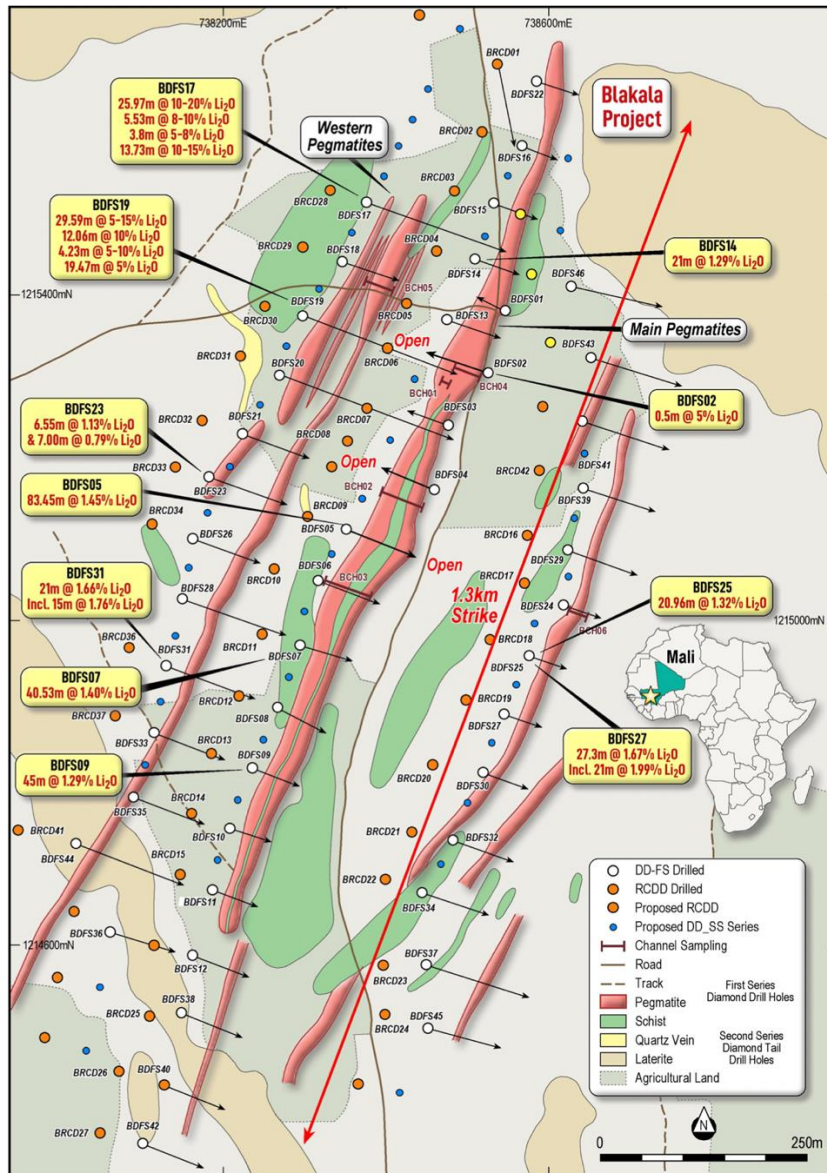 738200mE
738600mE
BRCD01
BDFS22
Blakala
Project
BDFS17
25.97m @ 10-20% Li₂O
5.53m @ 8-10% Li₂O
3.8m @ 5-8% Li₂O
13.73m @ 10-15% Li₂O
Western
Pegmatites
BRCD02
BDFS16
BRCD03
BRCD28
BDFS17
BDFS15
BDFS19
29.59m @ 5-15% Li₂O
12.06m @ 10% Li₂O
4.23m @ 5-10% Li₂O
19.47m @ 5% Li₂O
BRCD29
BDFS18
BRCD04
BDFS14
BDFS14
21m @ 1.29% Li₂O
BCH05
BDFS46
1215400mN
BDFS19
BRCD30
BRCD05
BDFS13
BDFS01
Main Pegmatites
Open
BRCD31
BRCD06
BDFS02
BDFS43
BDFS20
BCH01
BCH04
BDFS02
0.5m @ 5% Li₂O
BDFS23
6.55m @ 1.13% Li₂O
& 7.00m @ 0.79% Li₂O
BRCD32
BDFS21
BRCD07
BDFS03
BRCD08
Open
BRCD33
BDFS23
BDFS04
BRCD42
BDFS41
BCH02
BDFS39
BDFS05
83.45m @ 1.45% Li₂O
BRCD09
BRCD34
BDFS05
BDFS26
BRCD16
BDFS29
BDFS06
Open
BCH03
BRCD10
BRCD17
1.3km
Strike
BDFS31
21m @ 1.66% Li₂O
Incl. 15m @ 1.76% Li₂O
BDFS28
BDFS24
BCH06
BDFS25
20.96m @ 1.32% Li₂O
1215000mN
BRCD36
BRCD11
BDFS31
BDFS07
BRCD18
BDFS25
Mali
BDFS07
40.53m @ 1.40% Li₂O
BRCD12
BRCD37
BDFS08
BRCD19
BDFS27
BDFS27
27.3m @ 1.67% Li₂O
Incl. 21m @ 1.99% Li₂O
BDFS33
BRCD13
BDFS09
BDFS09
45m @ 1.29% Li₂O
BRCD20
BDFS30
BDFS35
BRCD14
BRCD41
BDFS10
BRCD21
BDFS32
BDFS44
BRCD15
BRCD22
BDFS11
BDFS34
1214600mN
BDFS36
BDFS12
BRCD23
BDFS37
BRCD25
BDFS38
BRCD24
BDFS45
BRCD26
BDFS40
BRCD27
BDFS42
DD-FS Drilled
RCDD Drilled
Proposed RCDD
Proposed DD_SS Series
Channel Sampling
Road
Track
Pegmatite
Schist
Quartz Vein
Laterite
Agricultural Land
First Series
Diamond Drill Holes
Second Series
Diamond Tail
Drill Holes
N
0
250m